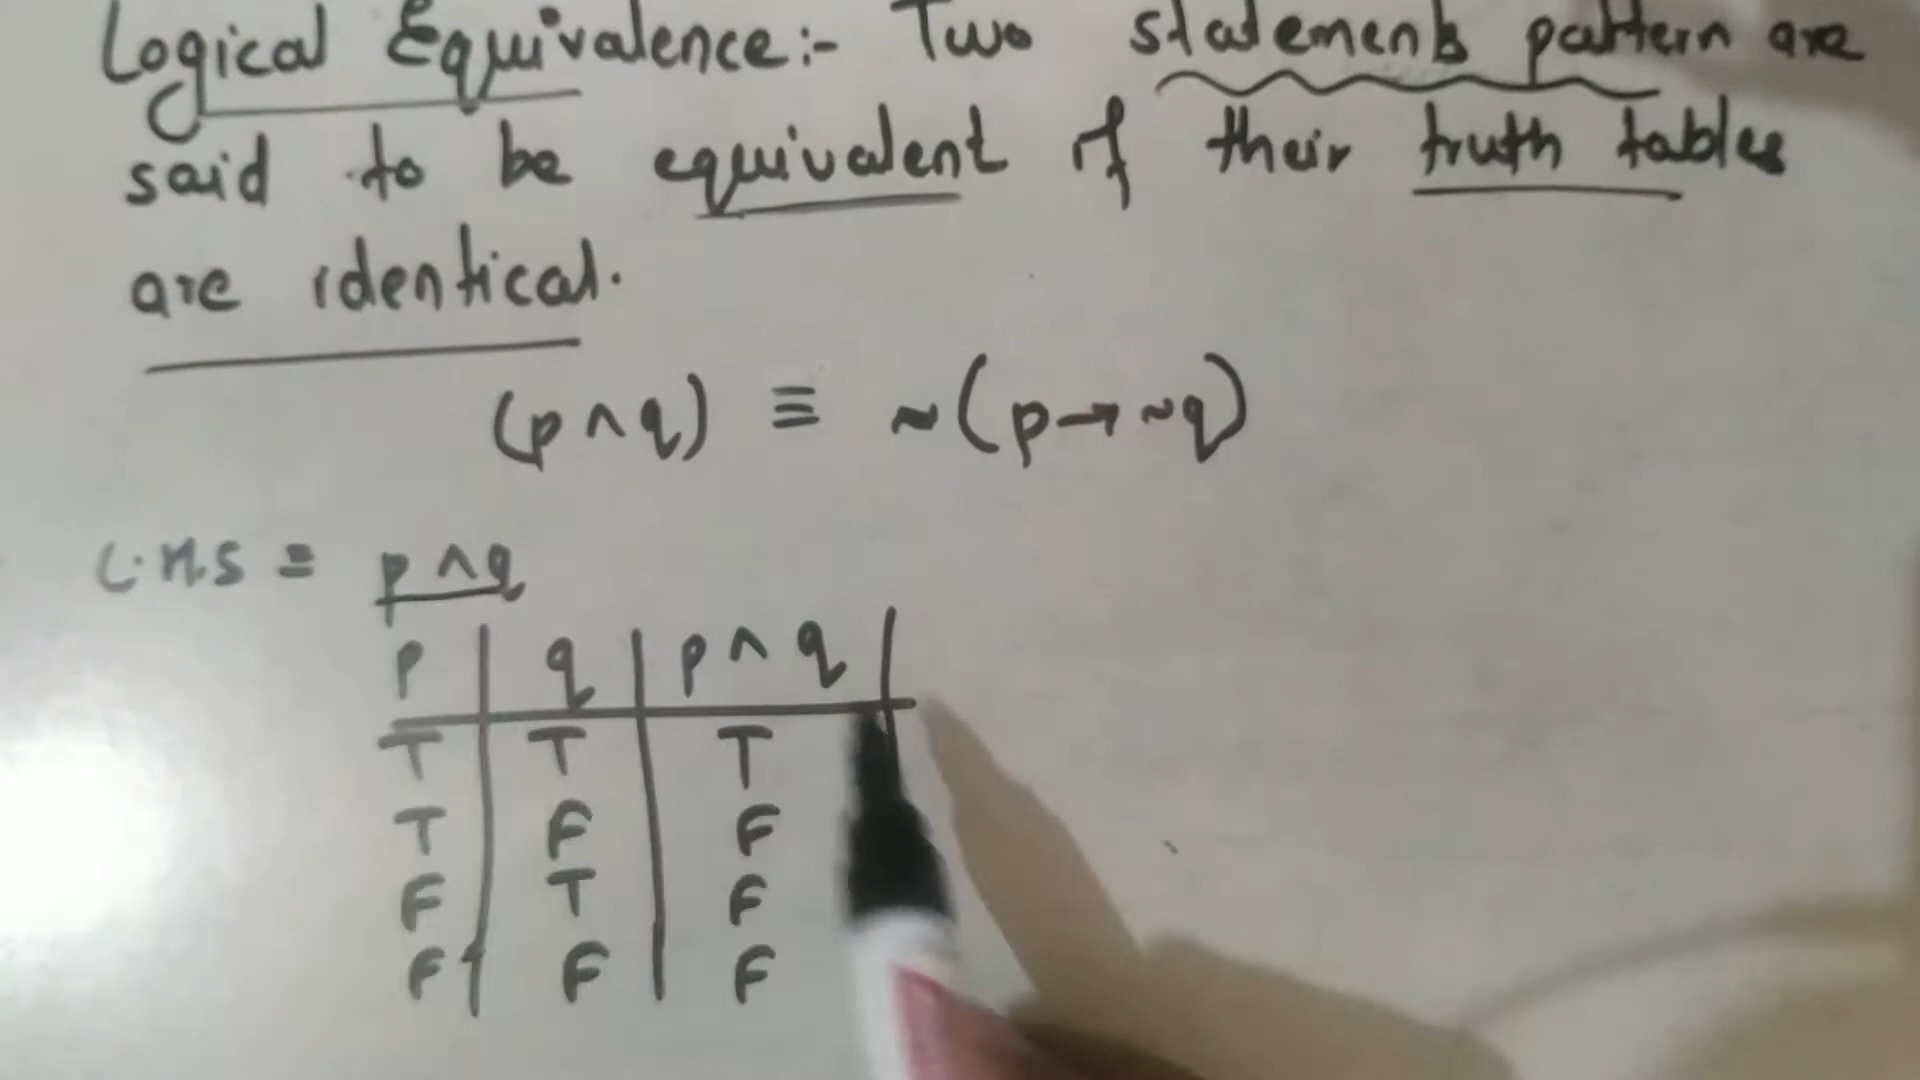 Logical Equivalence:- Two statements pattern are
said to be equivalent if their truth tables
are identical.
(p ∧ q) ≡ ~(p → ~q)
L.H.S = p ∧ q
p | q | p ∧ q |
T | T | T
T | F | F
F | T | F
F | F | F